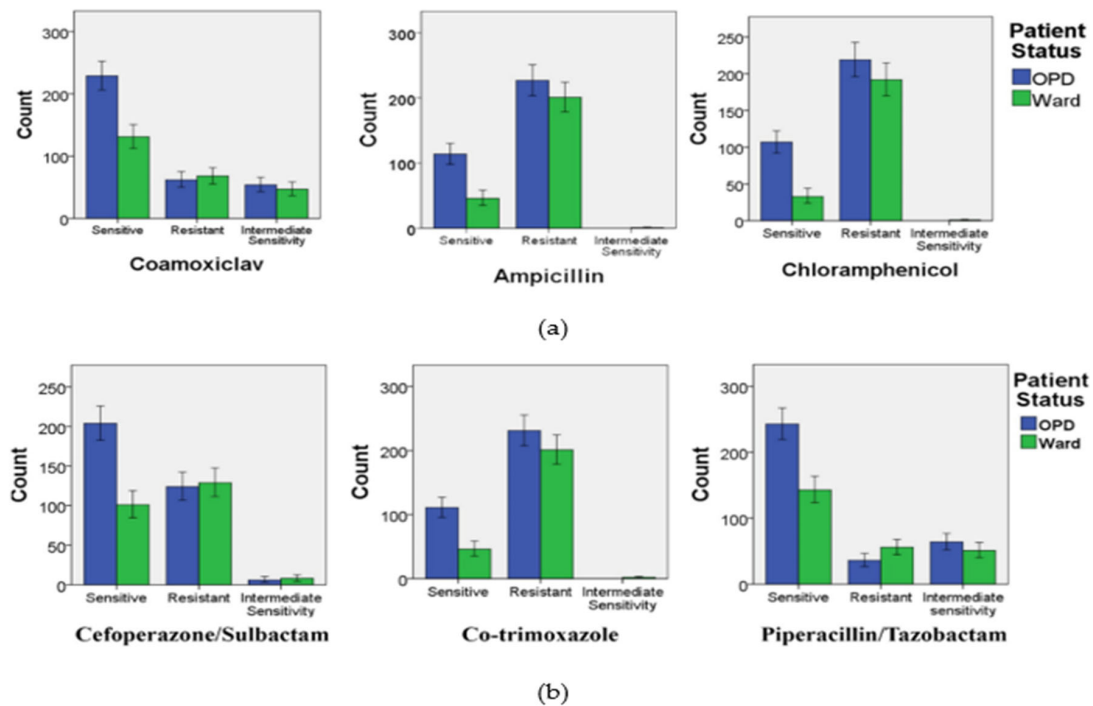 300
200
100
0
Count
Sensitive Resistant Intermediate
Sensitivity
Coamoxiclav
300
200
100
0
Count
Sensitive Resistant Intermediate
Sensitivity
Ampicillin
250
200
150
100
50
0
Count
Sensitive Resistant Intermediate
Sensitivity
Chloramphenicol
Patient
Status
OPD
Ward
(a)
250
200
150
100
50
0
Count
Sensitive Resistant Intermediate
Sensitivity
Cefoperazone/Sulbactam
300
200
100
0
Count
Sensitive Resistant Intermediate
Sensitivity
Co-trimoxazole
300
200
100
0
Count
Sensitive Resistant Intermediate
sensitivity
Piperacillin/Tazobactam
Patient
Status
OPD
Ward
(b)